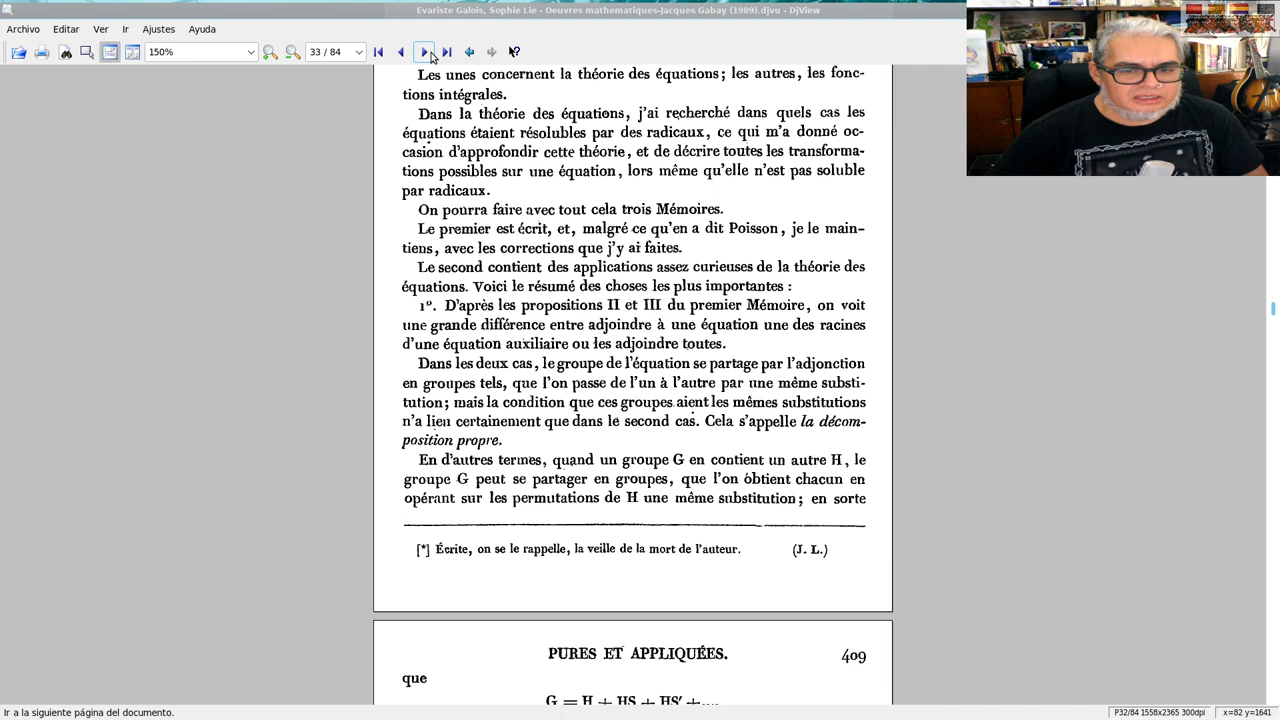 Evariste Galois, Sophie Lie - Oeuvres mathematiques-Jacques Gabay (1989).djvu - DjView
Archivo Editar Ver Ir Ajustes Ayuda
150% 33 / 84
Les unes concernent la théorie des équations; les autres, les fonc-
tions intégrales.
Dans la théorie des équations, j'ai recherché dans quels cas les
équations étaient résolubles par des radicaux, ce qui m'a donné oc-
casion d'approfondir cette théorie, et de décrire toutes les transforma-
tions possibles sur une équation, lors même qu'elle n'est pas soluble
par radicaux.
On pourra faire avec tout cela trois Mémoires.
Le premier est écrit, et, malgré ce qu'en a dit Poisson, je le main-
tiens, avec les corrections que j'y ai faites.
Le second contient des applications assez curieuses de la théorie des
équations. Voici le résumé des choses les plus importantes :
1º. D'après les propositions II et III du premier Mémoire, on voit
une grande différence entre adjoindre à une équation une des racines
d'une équation auxiliaire ou les adjoindre toutes.
Dans les deux cas, le groupe de l'équation se partage par l'adjonction
en groupes tels, que l'on passe de l'un à l'autre par une même substi-
tution; mais la condition que ces groupes aient les mêmes substitutions
n'a lieu certainement que dans le second cas. Cela s'appelle la décom-
position propre.
En d'autres termes, quand un groupe G en contient un autre H, le
groupe G peut se partager en groupes, que l'on obtient chacun en
opérant sur les permutations de H une même substitution; en sorte
[*] Écrite, on se le rappelle, la veille de la mort de l'auteur. (J. L.)
PURES ET APPLIQUÉES. 409
que
G = H + HS + HS' +...
Ir a la siguiente página del documento. P32/84 1558x2365 300dpi x=82 y=1641